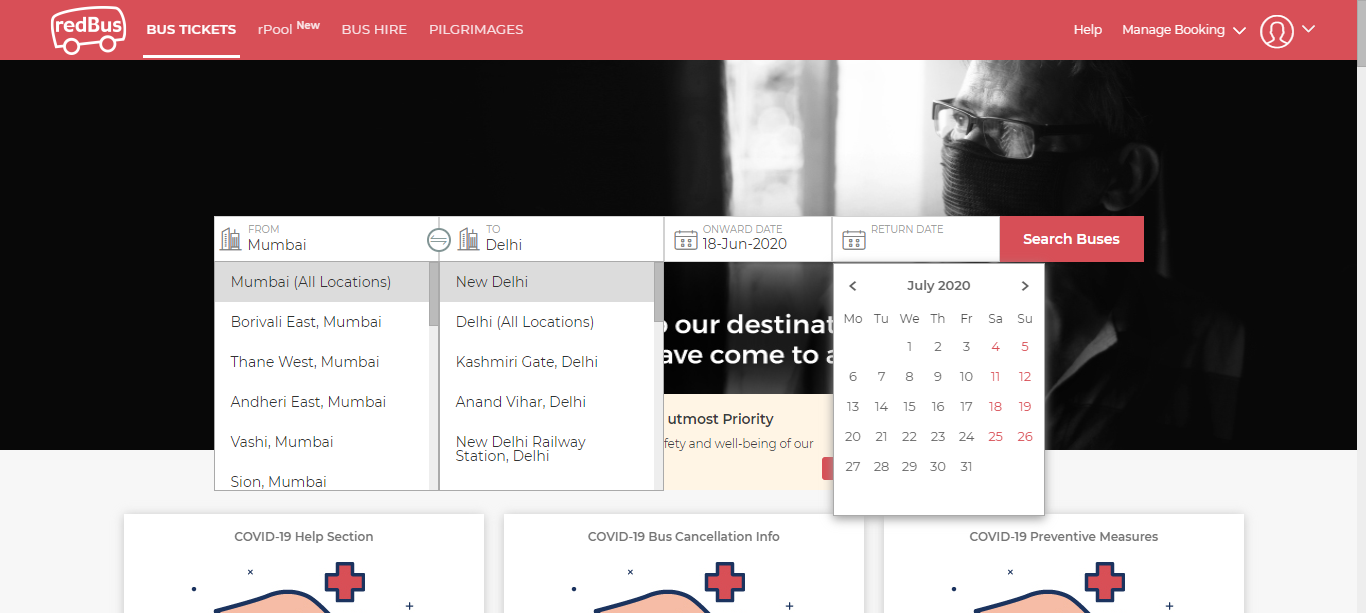 redBus
BUS TICKETS
rPool New
BUS HIRE
PILGRIMAGES
Help
Manage Booking
FROM
Mumbai
TO
Delhi
ONWARD DATE
18-Jun-2020
RETURN DATE
Search Buses
Mumbai (All Locations)
Borivali East, Mumbai
Thane West, Mumbai
Andheri East, Mumbai
Vashi, Mumbai
Sion, Mumbai
New Delhi
Delhi (All Locations)
Kashmiri Gate, Delhi
Anand Vihar, Delhi
New Delhi Railway
Station, Delhi
our destinat
ave come to a
utmost Priority
fety and well-being of our
< July 2020 >
Mo Tu We Th Fr Sa Su
1 2 3 4 5
6 7 8 9 10 11 12
13 14 15 16 17 18 19
20 21 22 23 24 25 26
27 28 29 30 31
COVID-19 Help Section
COVID-19 Bus Cancellation Info
COVID-19 Preventive Measures